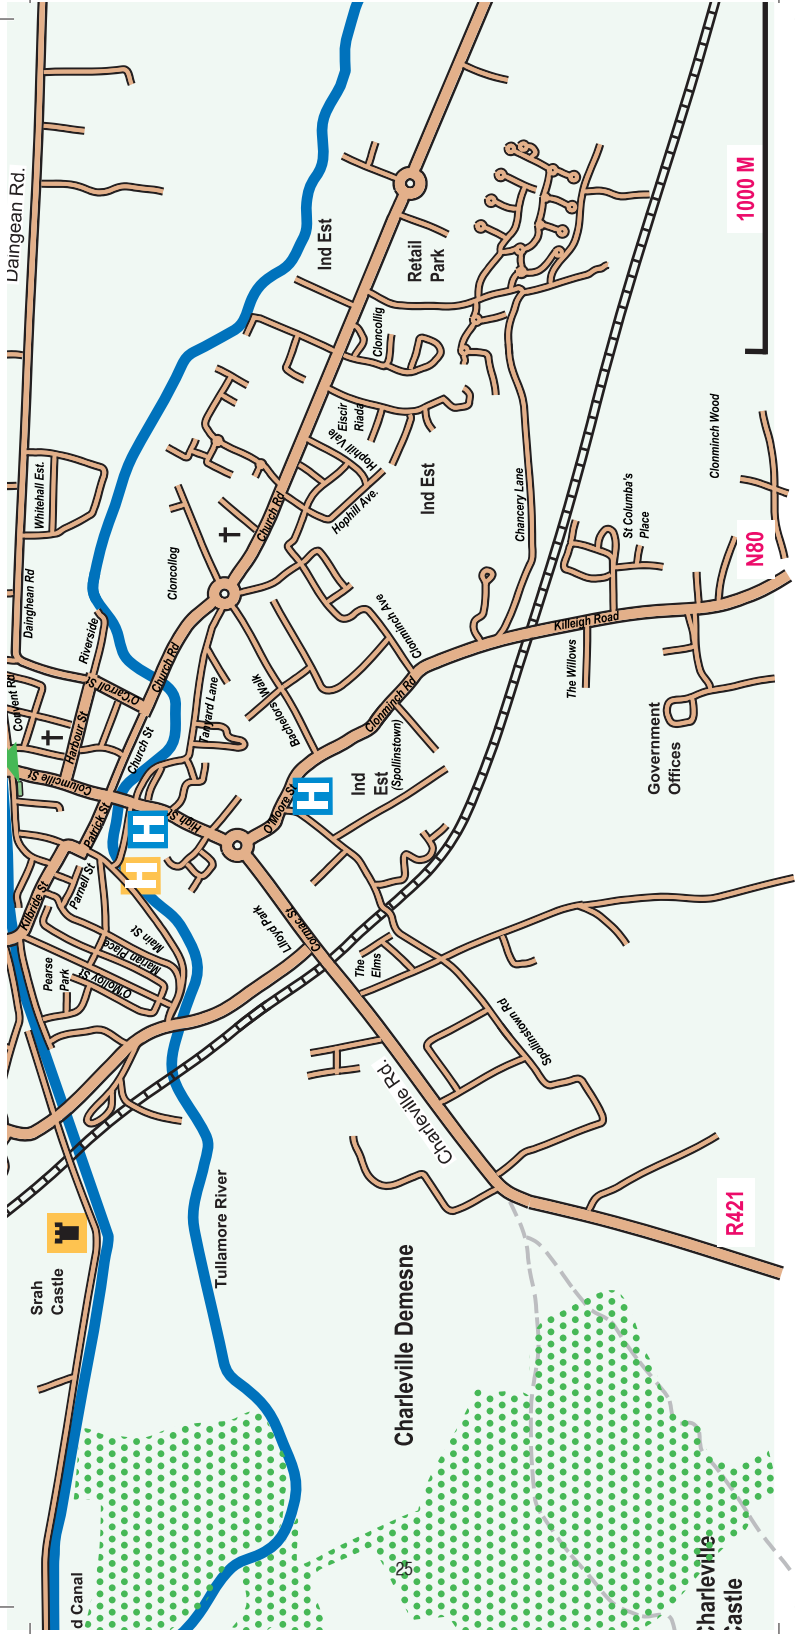 Daingean Rd.
Ind Est
Retail
Park
1000 M
Cloncollig
Eiscir
Riada
Hophill Vale
Hophill Ave.
Ind Est
Clonminch Wood
Whitehall Est.
Church Rd
Chancery Lane
St Columba's
Place
N80
Cloncollog
Dainghean Rd
Riverside
Clonminch Ave
Killeigh Road
The Willows
Convent Rd
O'Carroll St
Church Rd
Tanyard Lane
Bachelors Walk
Clonminch Rd
Harbour St
Church St
Ind
Est
(Spollinstown)
Government
Offices
Columcille St
Patrick St
High St
O'Moore St
H
H
H
Kilbride St
Parnell St
Main St
Marian Place
O'Molloy St
Pearse
Park
Lloyd Park
Cormac St
The
Elms
Spollinstown Rd
Charleville Rd.
Tullamore River
Srah
Castle
R421
Charleville Demesne
d Canal
Charleville
astle
25